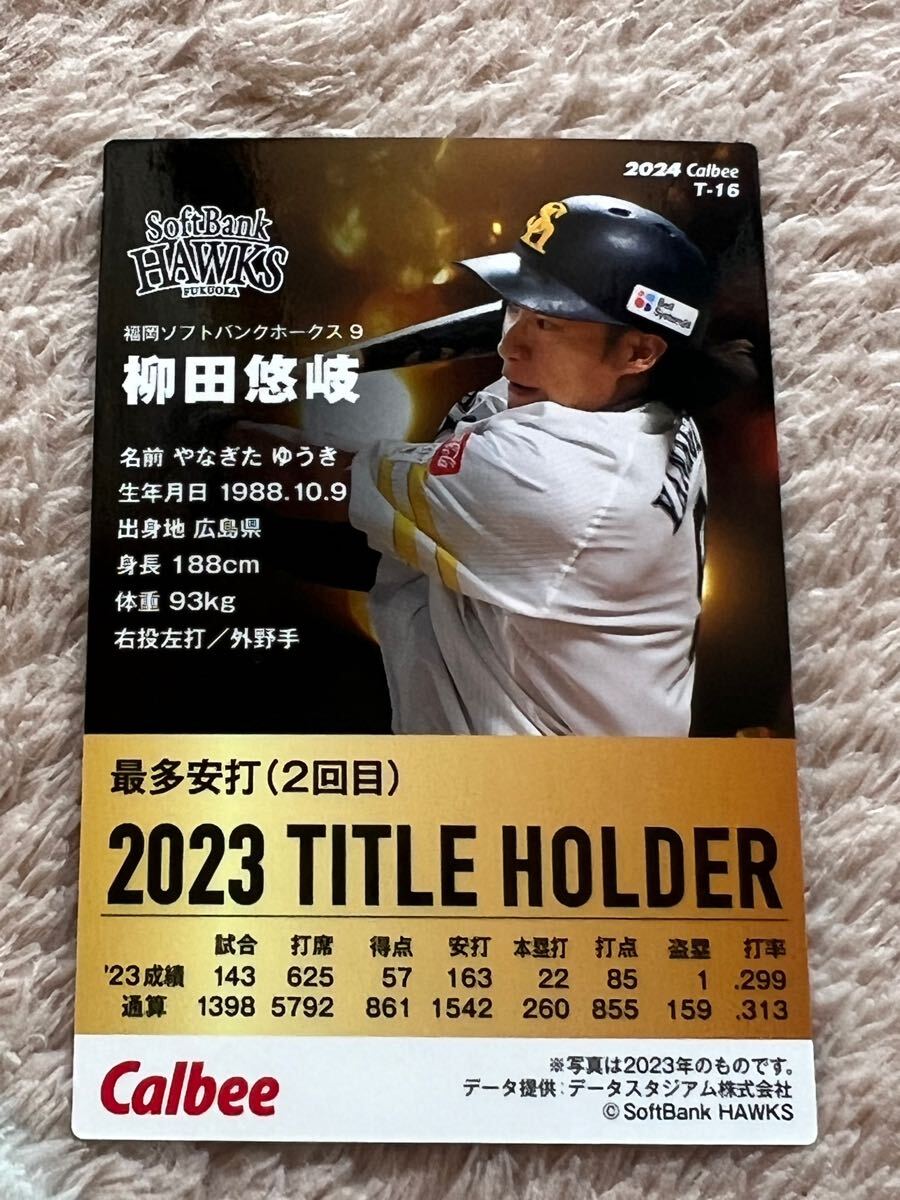 2024 Calbee
T-16
SoftBank
HAWKS
FUKUOKA
福岡ソフトバンクホークス 9
柳田悠岐
名前 やなぎた ゆうき
生年月日 1988.10.9
出身地 広島県
身長 188cm
体重 93kg
右投左打／外野手
最多安打(2回目)
2023 TITLE HOLDER
試合 打席 得点 安打 本塁打 打点 盗塁 打率
'23成績 143 625 57 163 22 85 1 .299
通算 1398 5792 861 1542 260 855 159 .313
Calbee
※写真は2023年のものです。
データ提供：データスタジアム株式会社
© SoftBank HAWKS